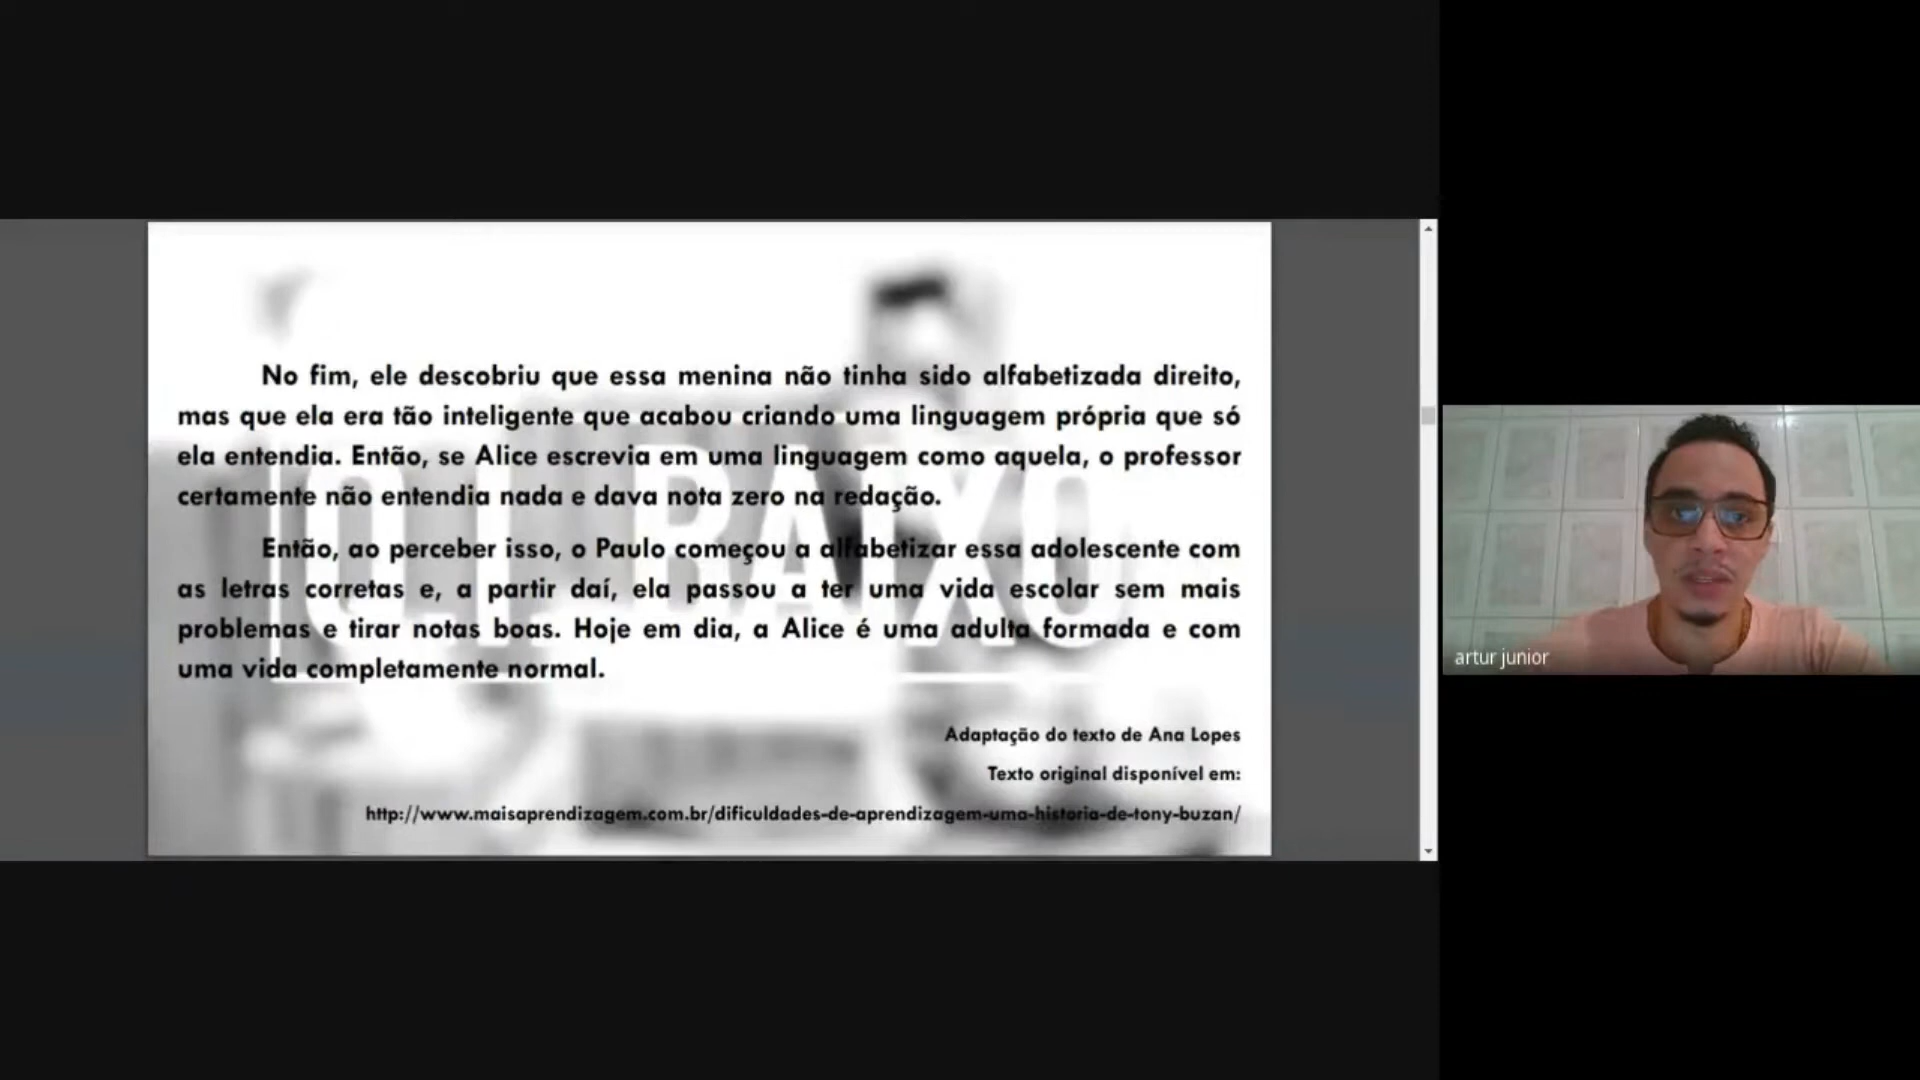 No fim, ele descobriu que essa menina não tinha sido alfabetizada direito,
mas que ela era tão inteligente que acabou criando uma linguagem própria que só
ela entendia. Então, se Alice escrevia em uma linguagem como aquela, o professor
certamente não entendia nada e dava nota zero na redação.
Então, ao perceber isso, o Paulo começou a alfabetizar essa adolescente com
as letras corretas e, a partir daí, ela passou a ter uma vida escolar sem mais
problemas e tirar notas boas. Hoje em dia, a Alice é uma adulta formada e com
uma vida completamente normal.
Q.I. BAIXO
Adaptação do texto de Ana Lopes
Texto original disponível em:
http://www.maisaprendizagem.com.br/dificuldades-de-aprendizagem-uma-historia-de-tony-buzan/
artur junior